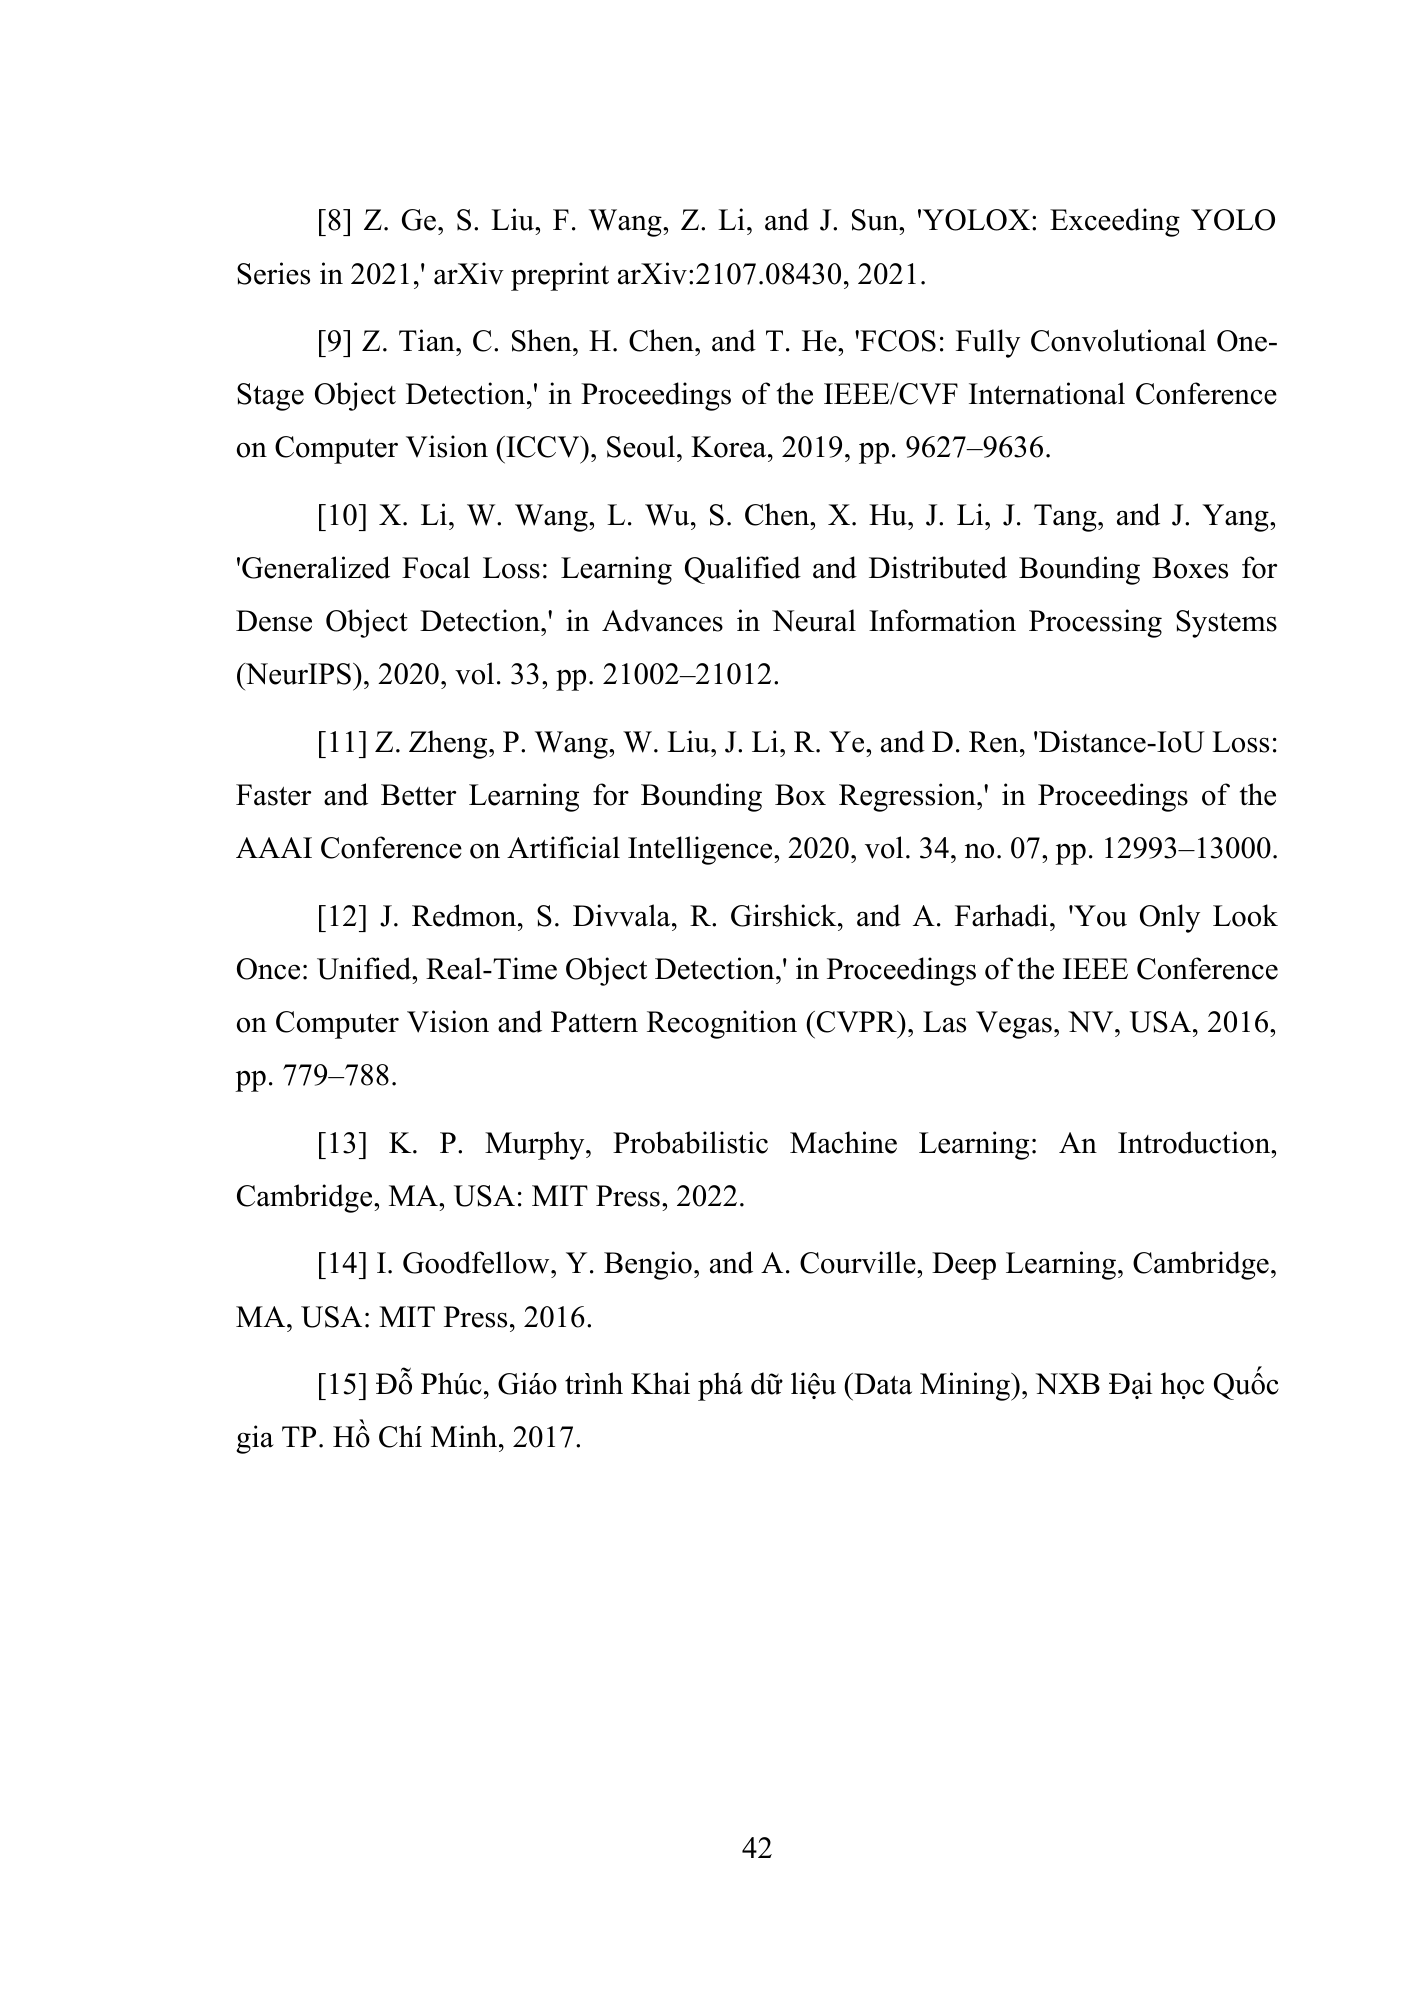 [8] Z. Ge, S. Liu, F. Wang, Z. Li, and J. Sun, 'YOLOX: Exceeding YOLO
Series in 2021,' arXiv preprint arXiv:2107.08430, 2021.
[9] Z. Tian, C. Shen, H. Chen, and T. He, 'FCOS: Fully Convolutional One-
Stage Object Detection,' in Proceedings of the IEEE/CVF International Conference
on Computer Vision (ICCV), Seoul, Korea, 2019, pp. 9627–9636.
[10] X. Li, W. Wang, L. Wu, S. Chen, X. Hu, J. Li, J. Tang, and J. Yang,
'Generalized Focal Loss: Learning Qualified and Distributed Bounding Boxes for
Dense Object Detection,' in Advances in Neural Information Processing Systems
(NeurIPS), 2020, vol. 33, pp. 21002–21012.
[11] Z. Zheng, P. Wang, W. Liu, J. Li, R. Ye, and D. Ren, 'Distance-IoU Loss:
Faster and Better Learning for Bounding Box Regression,' in Proceedings of the
AAAI Conference on Artificial Intelligence, 2020, vol. 34, no. 07, pp. 12993–13000.
[12] J. Redmon, S. Divvala, R. Girshick, and A. Farhadi, 'You Only Look
Once: Unified, Real-Time Object Detection,' in Proceedings of the IEEE Conference
on Computer Vision and Pattern Recognition (CVPR), Las Vegas, NV, USA, 2016,
pp. 779–788.
[13] K. P. Murphy, Probabilistic Machine Learning: An Introduction,
Cambridge, MA, USA: MIT Press, 2022.
[14] I. Goodfellow, Y. Bengio, and A. Courville, Deep Learning, Cambridge,
MA, USA: MIT Press, 2016.
[15] Đỗ Phúc, Giáo trình Khai phá dữ liệu (Data Mining), NXB Đại học Quốc
gia TP. Hồ Chí Minh, 2017.
42